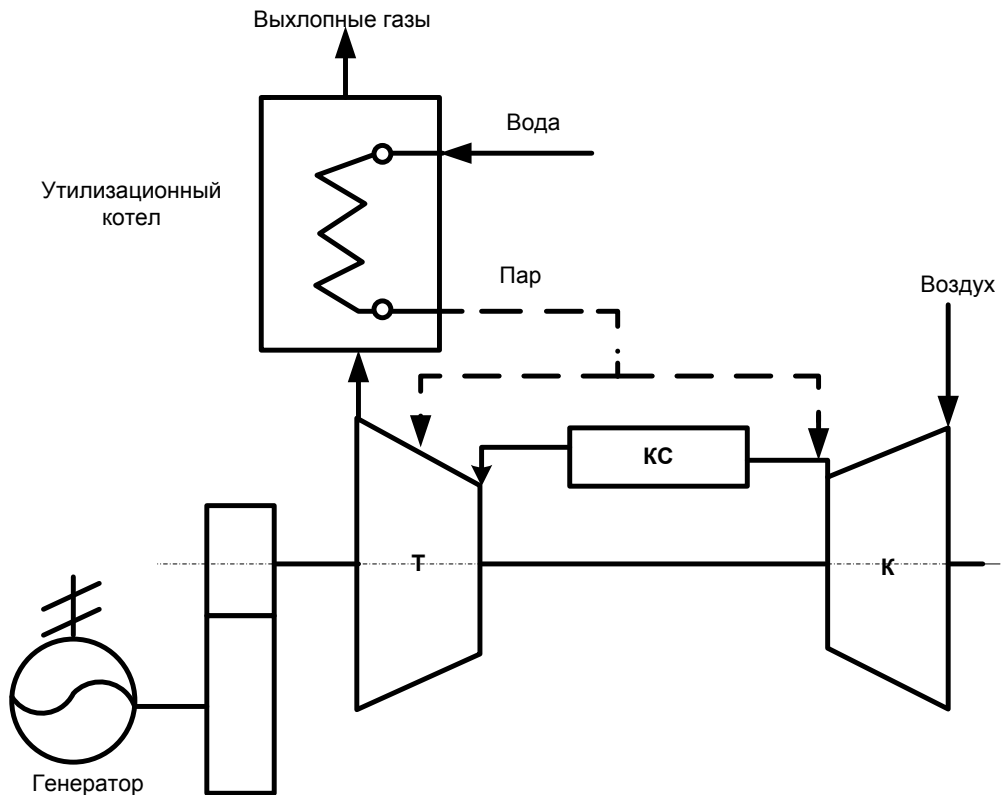 Выхлопные газы
Вода
Утилизационный
котел
Пар
Воздух
КС
Т
К
Генератор